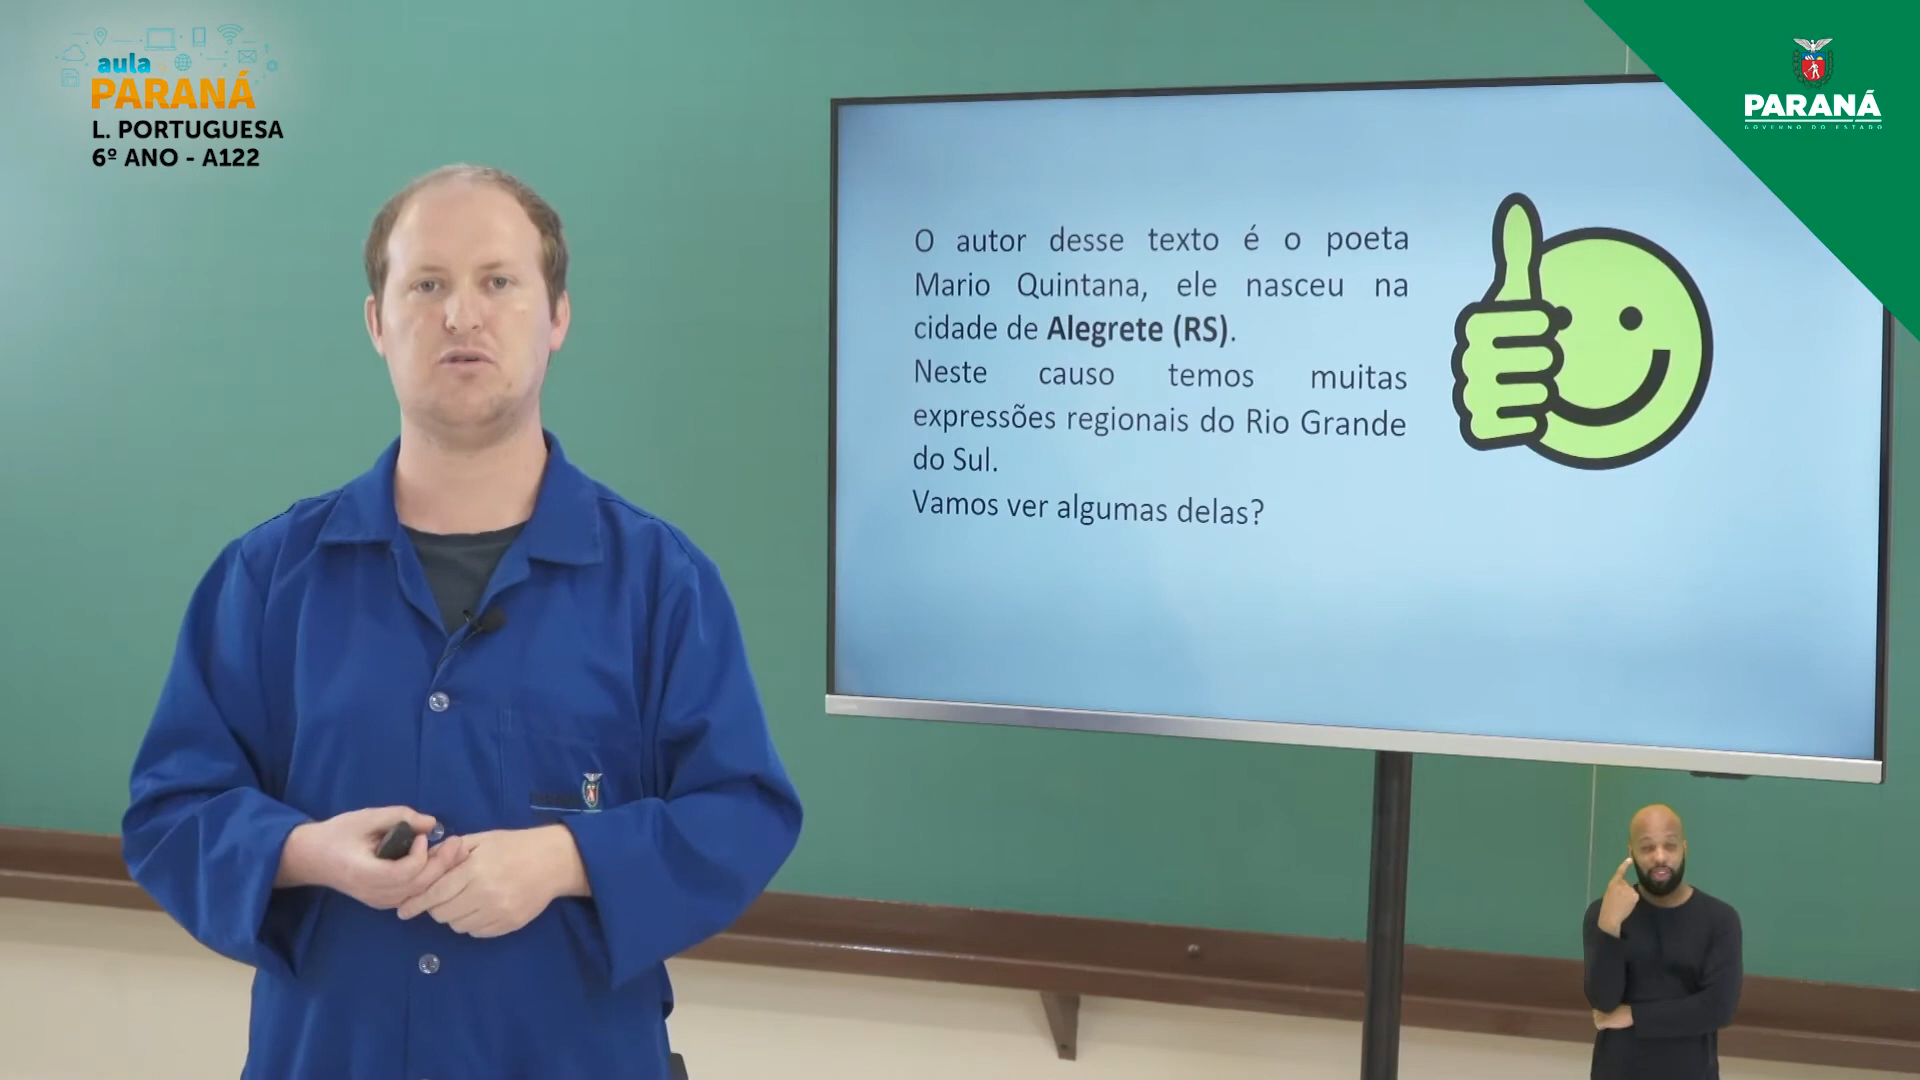 aula
PARANÁ
L. PORTUGUESA
6º ANO - A122
PARANÁ
GOVERNO DO ESTADO
O autor desse texto é o poeta
Mario Quintana, ele nasceu na
cidade de Alegrete (RS).
Neste causo temos muitas
expressões regionais do Rio Grande
do Sul.
Vamos ver algumas delas?